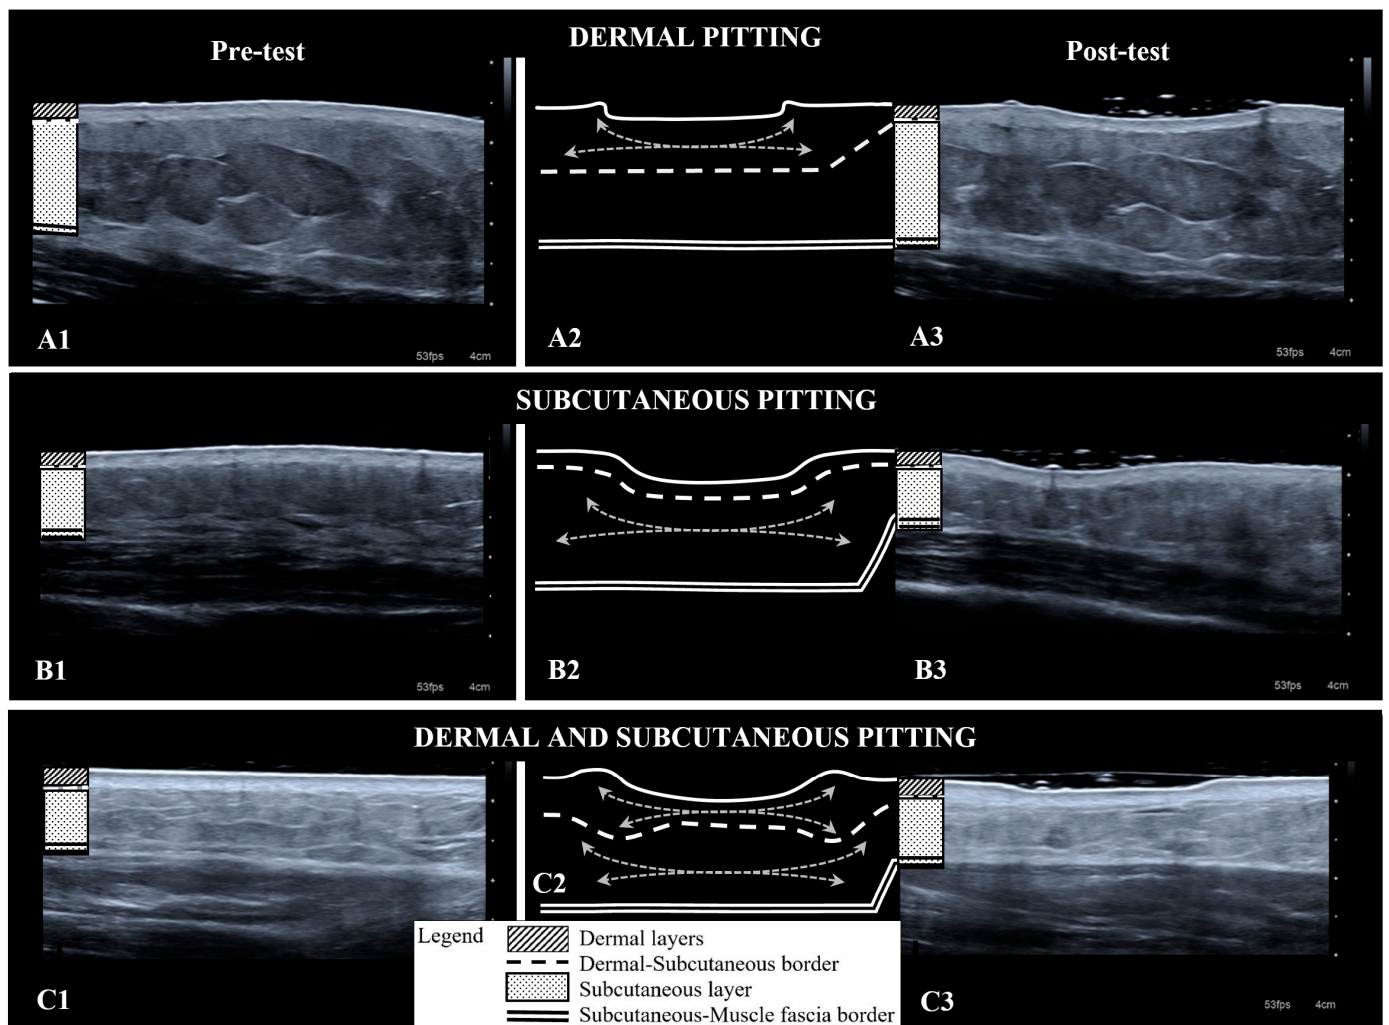 DERMAL PITTING
Pre-test
Post-test
A1
53fps 4cm
A2
A3
53fps 4cm
SUBCUTANEOUS PITTING
B1
53fps 4cm
B2
B3
53fps 4cm
DERMAL AND SUBCUTANEOUS PITTING
C1
C2
C3
53fps 4cm
Legend
Dermal layers
Dermal-Subcutaneous border
Subcutaneous layer
Subcutaneous-Muscle fascia border